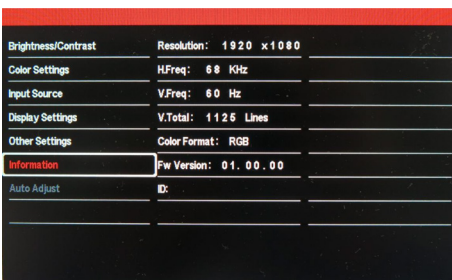 Brightness/Contrast
Color Settings
Input Source
Display Settings
Other Settings
Information
Auto Adjust
Resolution: 1920 x1080
H.Freq: 68 KHz
V.Freq: 60 Hz
V.Total: 1125 Lines
Color Format: RGB
Fw Version: 01.00.00
ID: